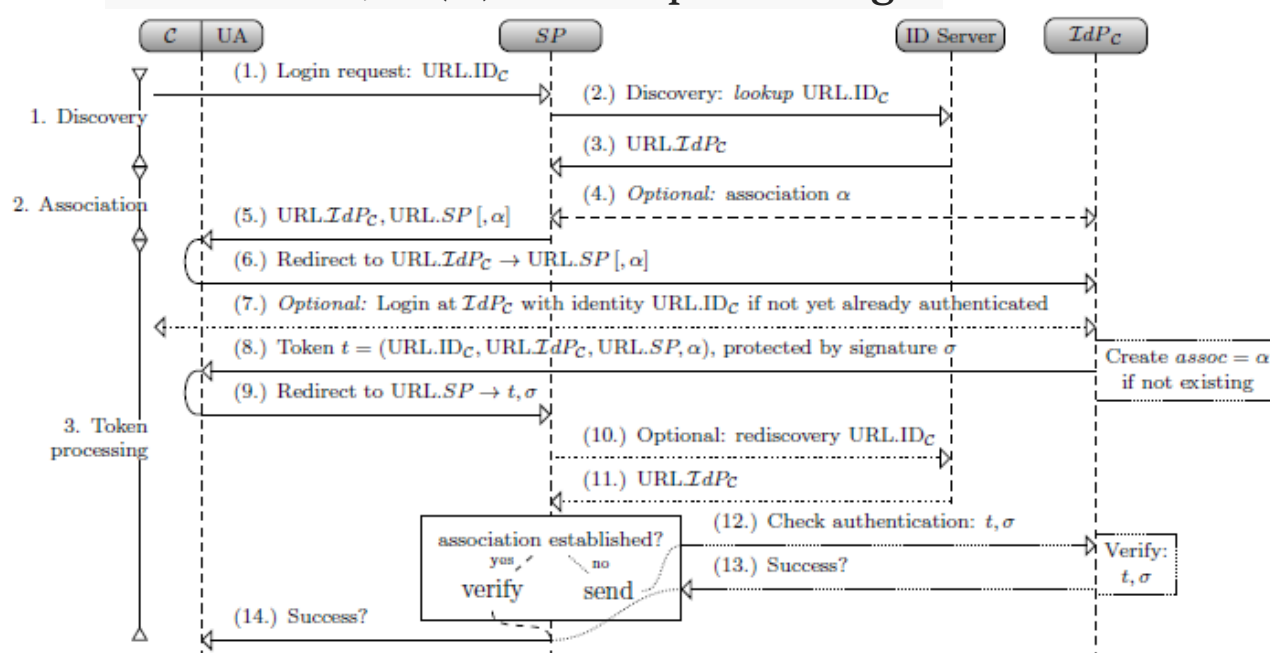 C UA SP ID Server IdP_C
(1.) Login request: URL.ID_C
(2.) Discovery: lookup URL.ID_C
1. Discovery
(3.) URL.IdP_C
(4.) Optional: association α
2. Association
(5.) URL.IdP_C, URL.SP [, α]
(6.) Redirect to URL.IdP_C → URL.SP [, α]
(7.) Optional: Login at IdP_C with identity URL.ID_C if not yet already authenticated
(8.) Token t = (URL.ID_C, URL.IdP_C, URL.SP, α), protected by signature σ
Create assoc = α
if not existing
(9.) Redirect to URL.SP → t, σ
3. Token
processing
(10.) Optional: rediscovery URL.ID_C
(11.) URL.IdP_C
(12.) Check authentication: t, σ
association established?
yes no
verify send
Verify:
t, σ
(13.) Success?
(14.) Success?